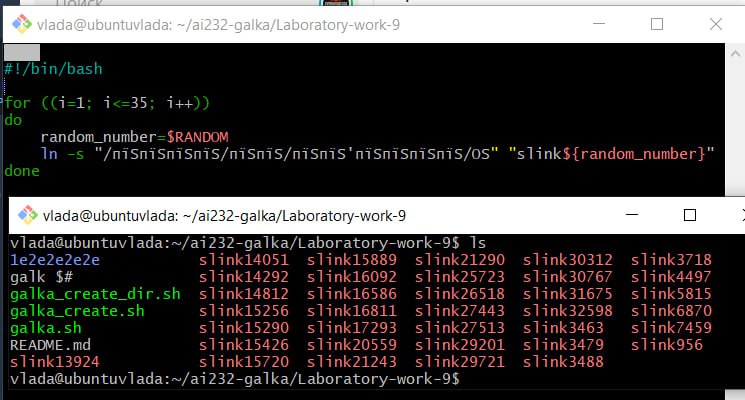 Поиск
vlada@ubuntuvlada: ~/ai232-galka/Laboratory-work-9
#!/bin/bash
for ((i=1; i<=35; i++))
do
random_number=$RANDOM
ln -s "/пїЅпїЅпїЅпїЅ/пїЅпїЅ/пїЅпїЅ'пїЅпїЅпїЅпїЅ/OS" "slink${random_number}"
done
vlada@ubuntuvlada: ~/ai232-galka/Laboratory-work-9
vlada@ubuntuvlada:~/ai232-galka/Laboratory-work-9$ ls
1e2e2e2e2e slink14051 slink15889 slink21290 slink30312 slink3718
galk $# slink14292 slink16092 slink25723 slink30767 slink4497
galka_create_dir.sh slink14812 slink16586 slink26518 slink31675 slink5815
galka_create.sh slink15256 slink16811 slink27443 slink32598 slink6870
galka.sh slink15290 slink17293 slink27513 slink3463 slink7459
README.md slink15426 slink20559 slink29201 slink3479 slink956
slink13924 slink15720 slink21243 slink29721 slink3488
vlada@ubuntuvlada:~/ai232-galka/Laboratory-work-9$